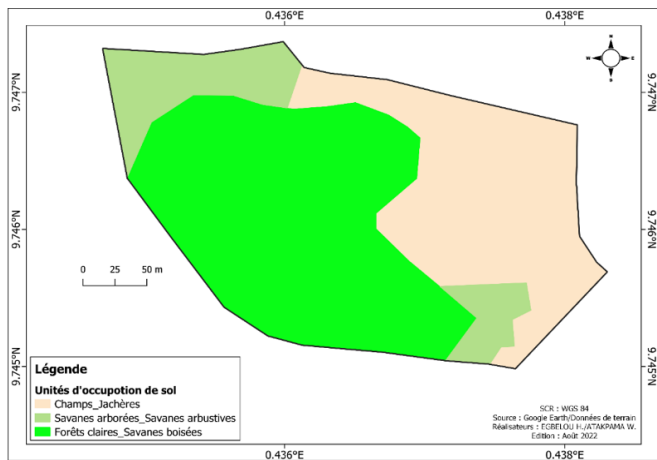 0.436°E 0.438°E
9.747°N 9.747°N
N
W E
S
9.746°N 9.746°N
0 25 50 m
9.745°N 9.745°N
Légende
Unités d'occupotion de sol
Champs_Jachères
Savanes arborées_Savanes arbustives
Forêts claires_Savanes boisées
SCR : WGS 84
Source : Google Earth/Données de terrain
Réalisateurs : EGBELOU H./ATAKPAMA W.
Edition : Août 2022
0.436°E 0.438°E